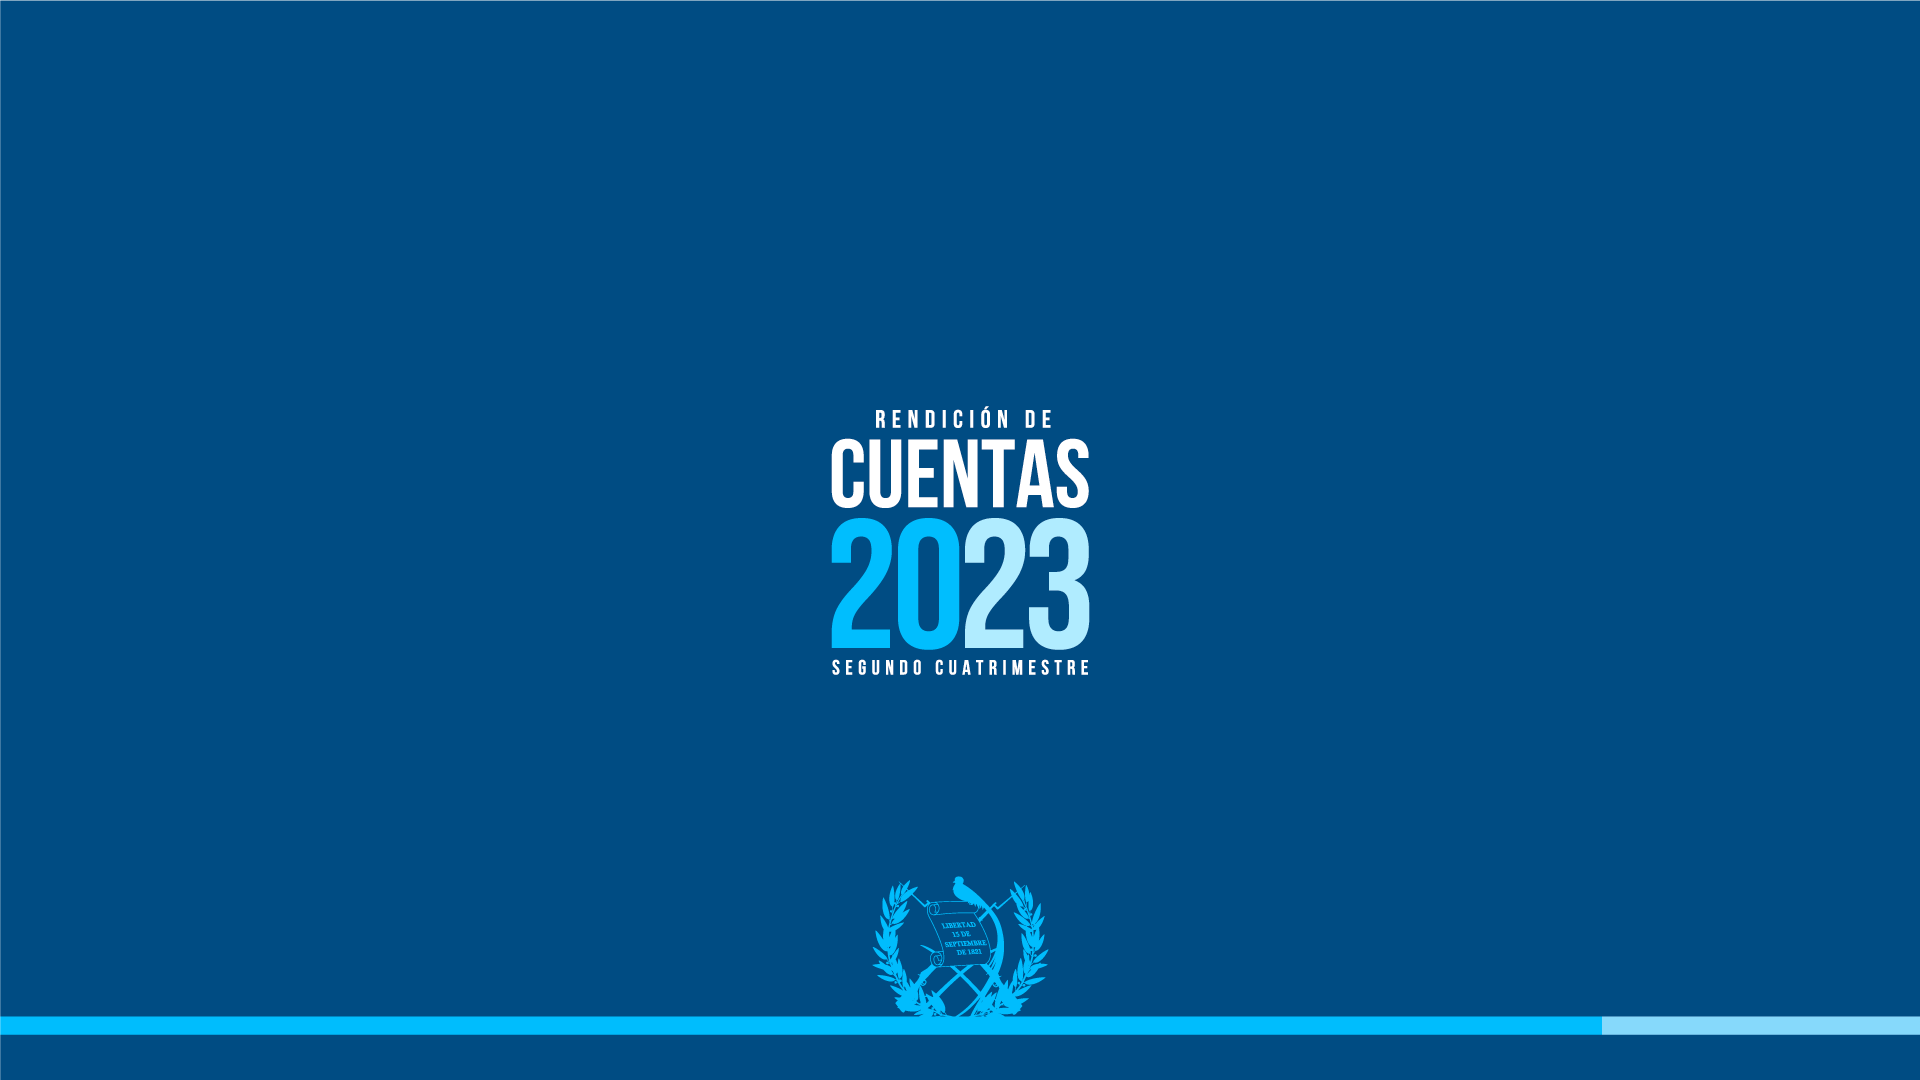 RENDICIÓN DE
CUENTAS
2023
SEGUNDO CUATRIMESTRE
LIBERTAD
15 DE
SEPTIEMBRE
DE 1821